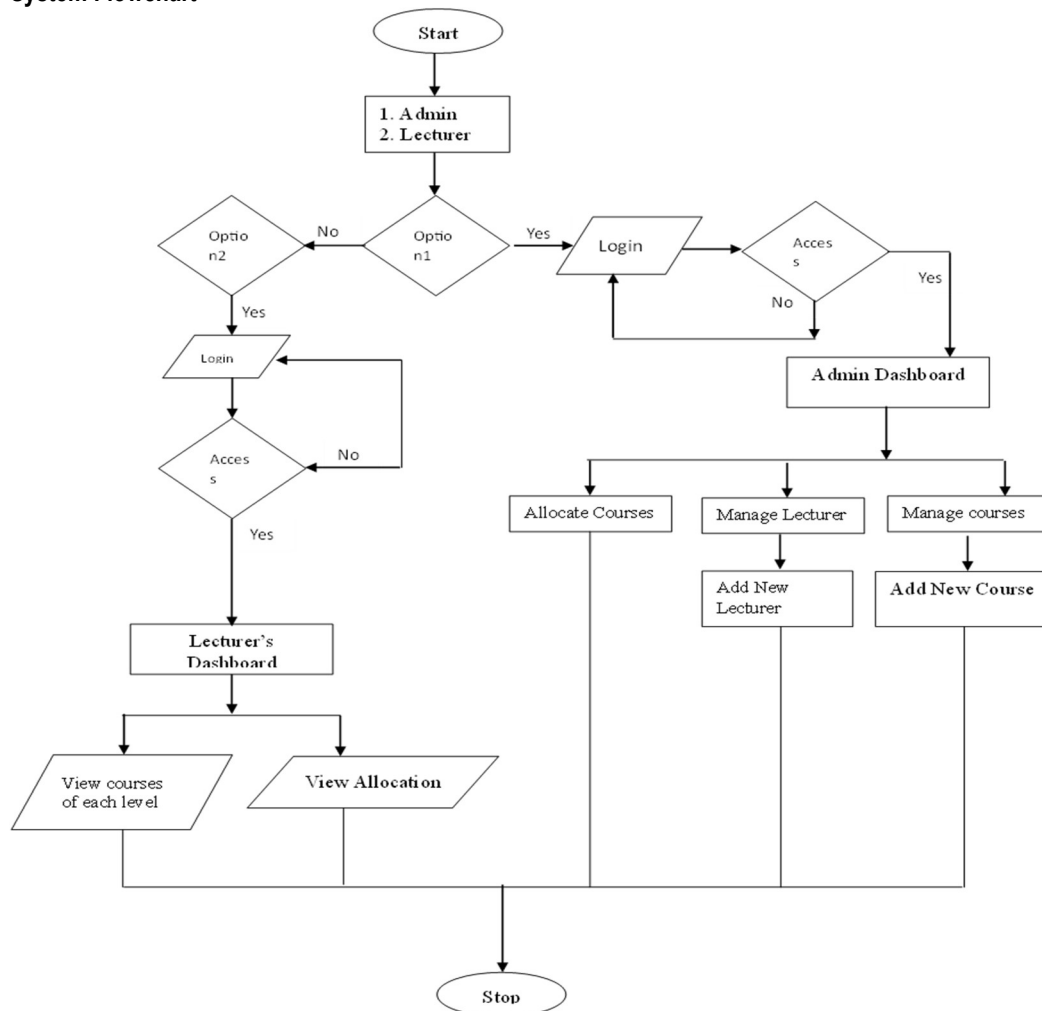 System Flowchart
Start
1. Admin
2. Lecturer
Optio
n2
No
Optio
n1
Yes
Login
Acces
s
Yes
No
Yes
Login
Admin Dashboard
Acces
s
No
Yes
Allocate Courses
Manage Lecturer
Manage courses
Add New
Lecturer
Add New Course
Lecturer's
Dashboard
View courses
of each level
View Allocation
Stop